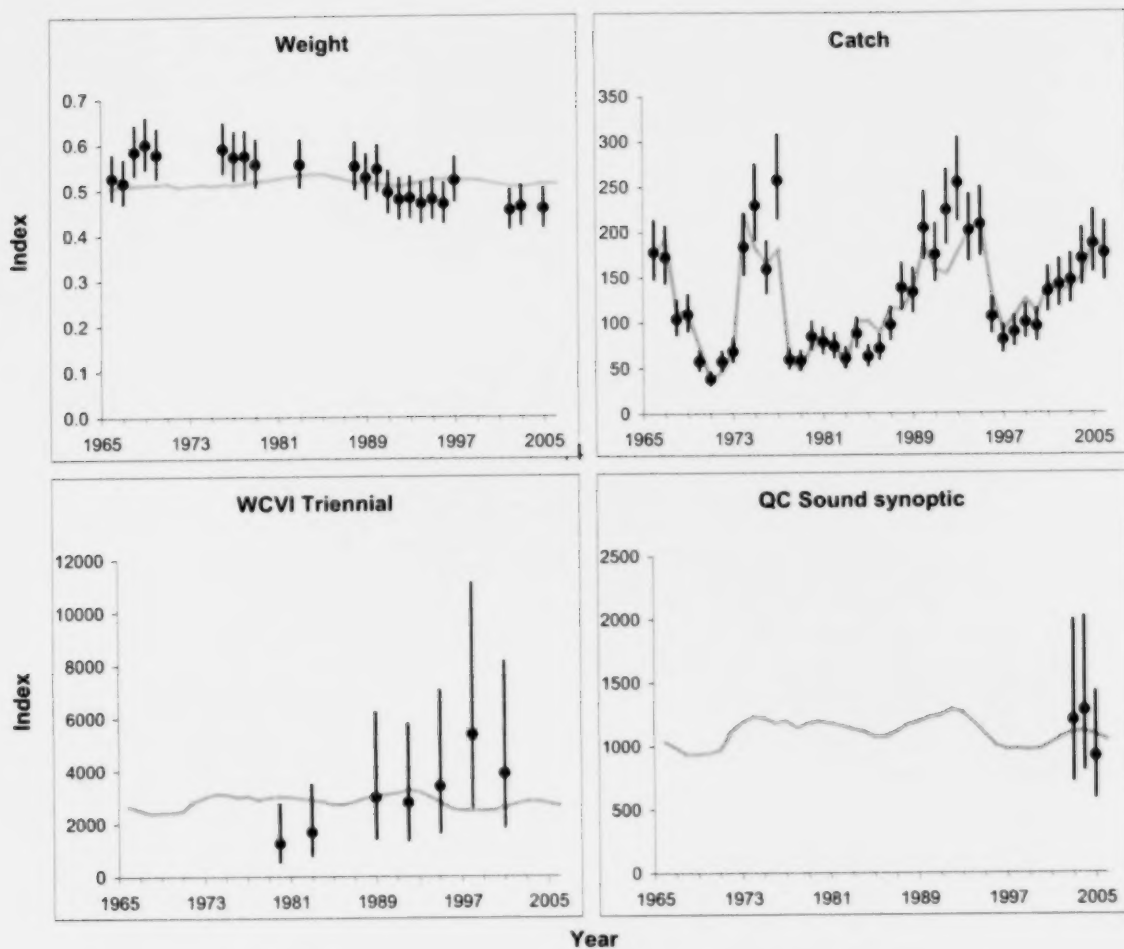 Weight
Index
0.7
0.6
0.5
0.4
0.3
0.2
0.1
0.0
1965 1973 1981 1989 1997 2005
Catch
350
300
250
200
150
100
50
0
1965 1973 1981 1989 1997 2005
WCVI Triennial
Index
12000
10000
8000
6000
4000
2000
0
1965 1973 1981 1989 1997 2005
QC Sound synoptic
2500
2000
1500
1000
500
0
1965 1973 1981 1989 1997 2005
Year